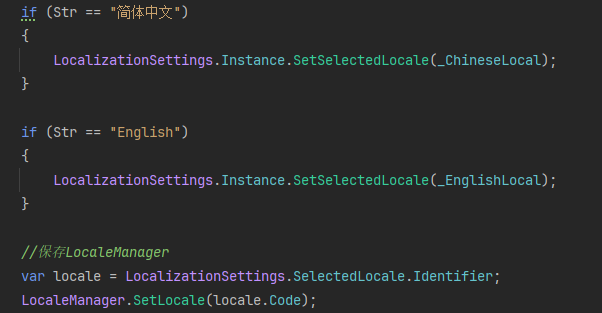 if (Str == "简体中文")
{
LocalizationSettings.Instance.SetSelectedLocale(_ChineseLocal);
}
if (Str == "English")
{
LocalizationSettings.Instance.SetSelectedLocale(_EnglishLocal);
}
//保存LocaleManager
var locale = LocalizationSettings.SelectedLocale.Identifier;
LocaleManager.SetLocale(locale.Code);